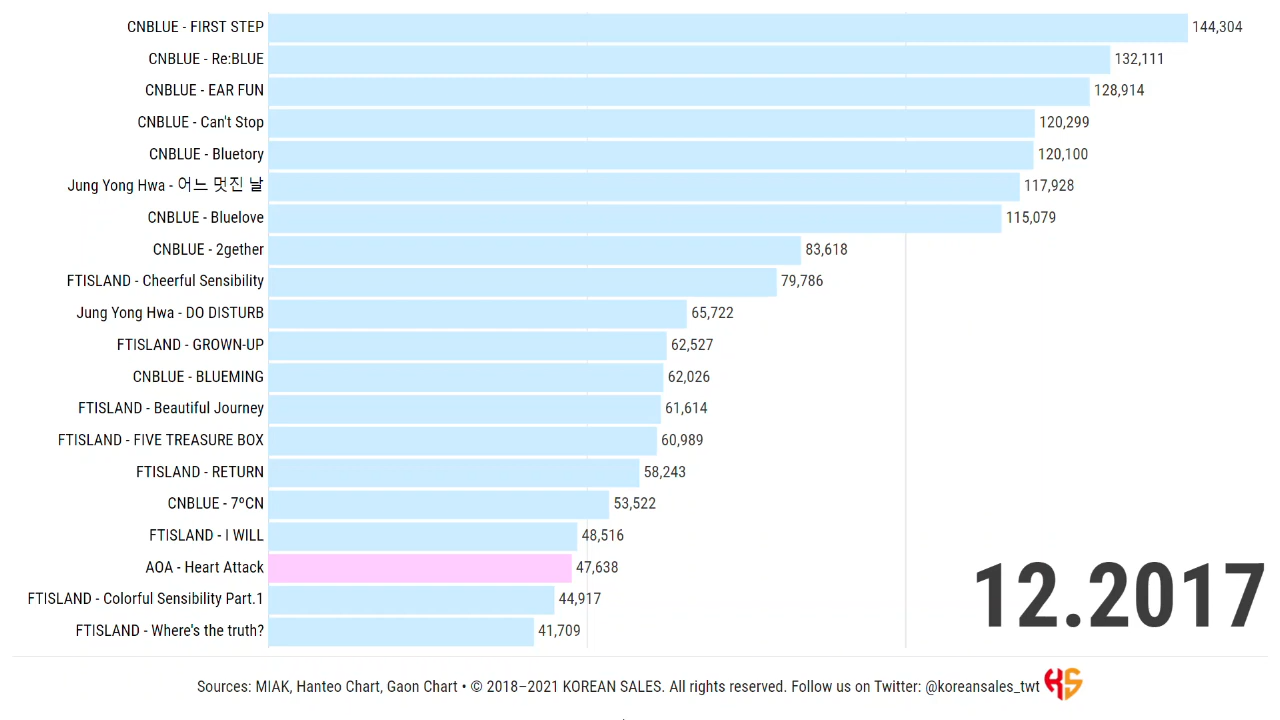 CNBLUE - FIRST STEP 144,304
CNBLUE - Re:BLUE 132,111
CNBLUE - EAR FUN 128,914
CNBLUE - Can't Stop 120,299
CNBLUE - Bluetory 120,100
Jung Yong Hwa - 어느 멋진 날 117,928
CNBLUE - Bluelove 115,079
CNBLUE - 2gether 83,618
FTISLAND - Cheerful Sensibility 79,786
Jung Yong Hwa - DO DISTURB 65,722
FTISLAND - GROWN-UP 62,527
CNBLUE - BLUEMING 62,026
FTISLAND - Beautiful Journey 61,614
FTISLAND - FIVE TREASURE BOX 60,989
FTISLAND - RETURN 58,243
CNBLUE - 7ºCN 53,522
FTISLAND - I WILL 48,516
AOA - Heart Attack 47,638
FTISLAND - Colorful Sensibility Part.1 44,917
FTISLAND - Where's the truth? 41,709
12.2017
Sources: MIAK, Hanteo Chart, Gaon Chart • © 2018–2021 KOREAN SALES. All rights reserved. Follow us on Twitter: @koreansales_twt KS